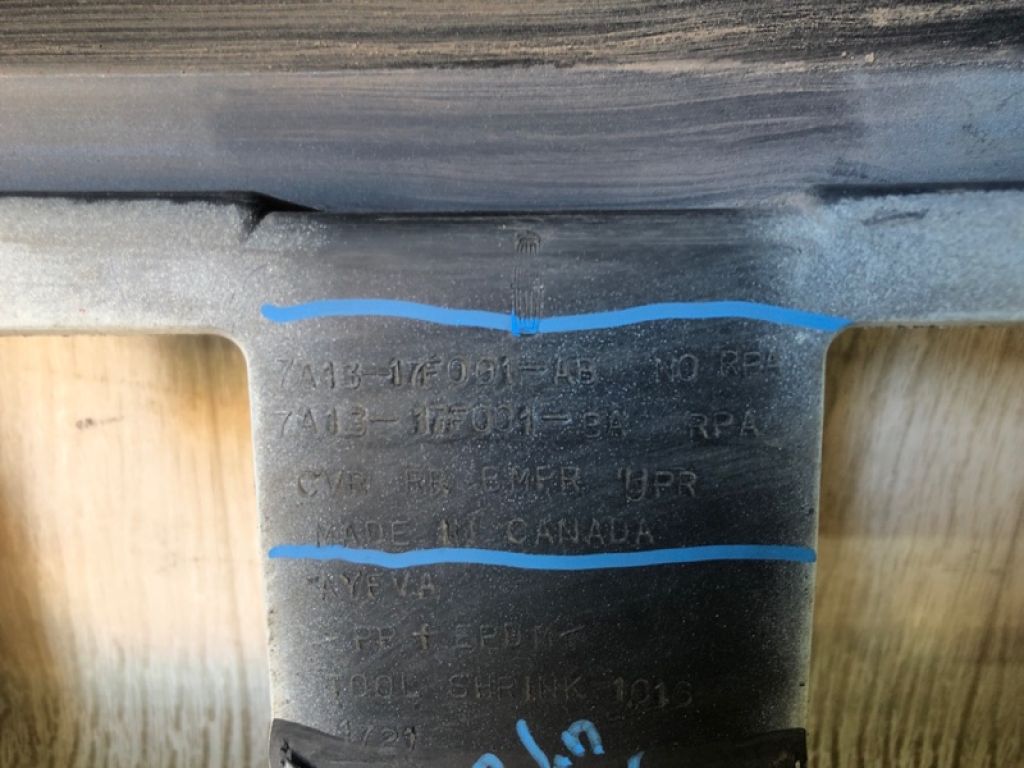 7A13-17F001-AB NO RPA
7A13-17F001-BA RPA
CVR RR BMPR UPR
MADE IN CANADA
AYFVA
-PP + EPDM-
TOOL SHRINK 1016